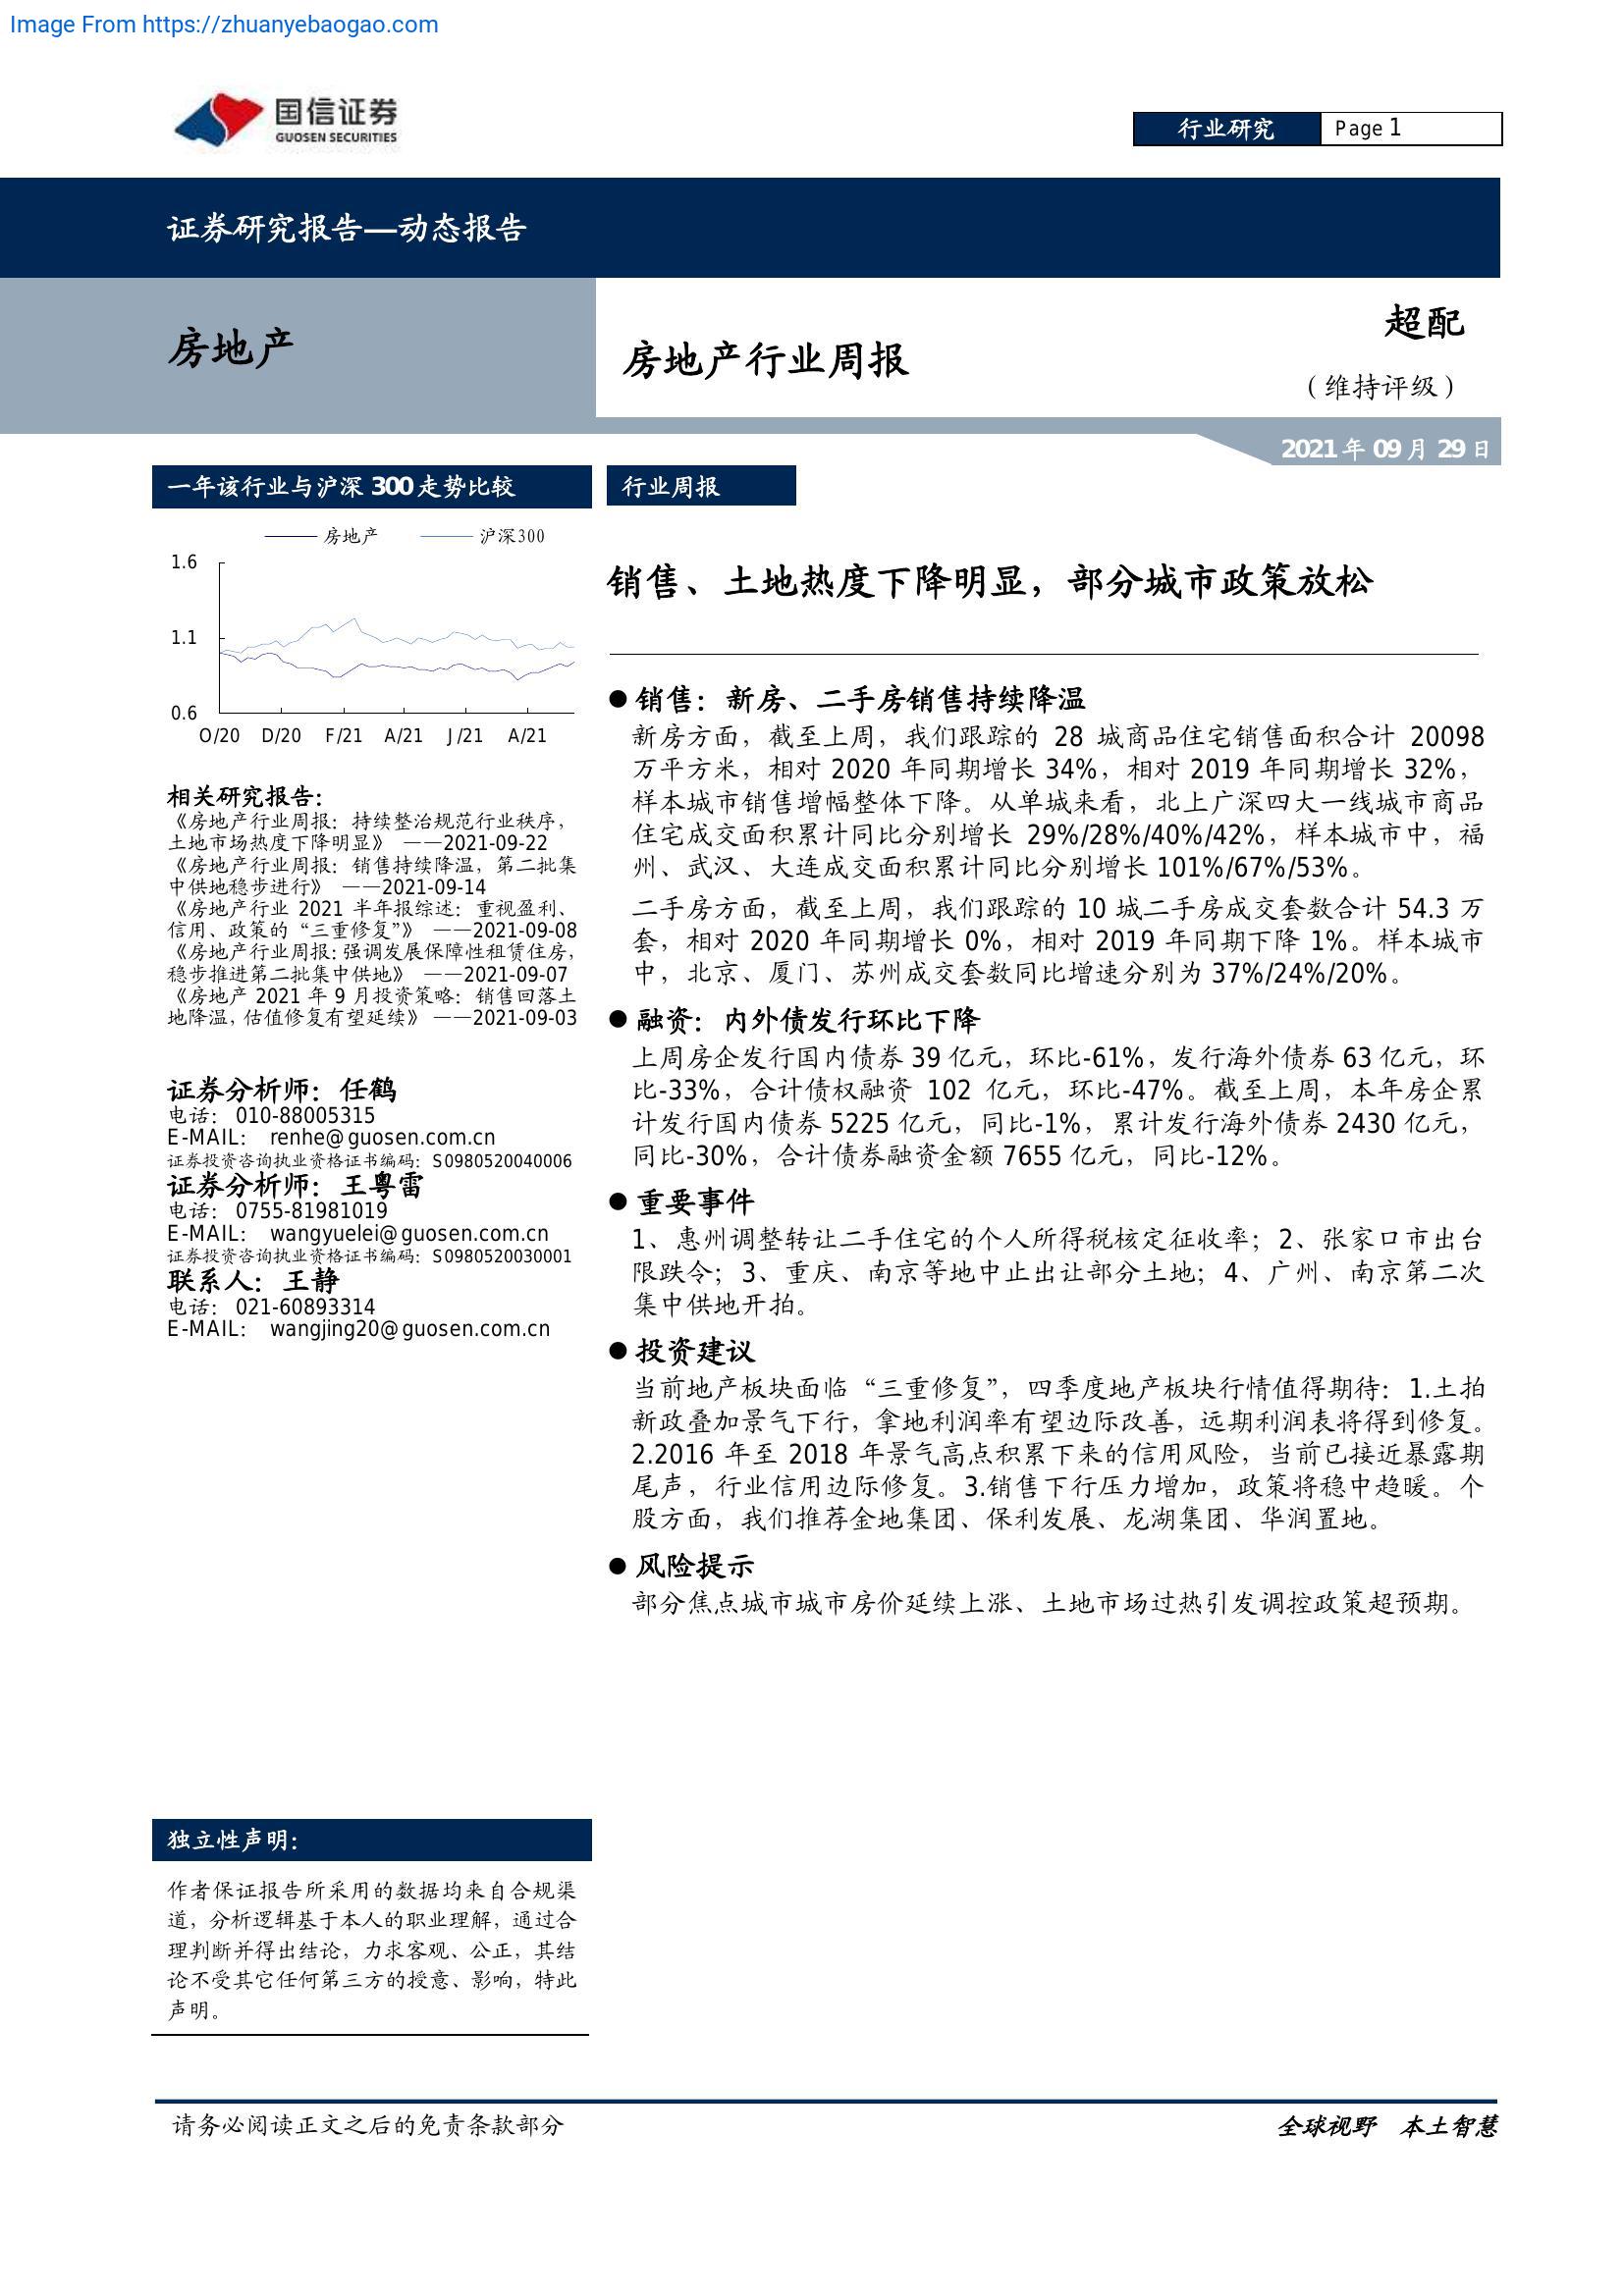 Image From https://zhuanyebaogao.com
国信证券
GUOSEN SECURITIES
行业研究
Page 1
证券研究报告—动态报告
房地产
房地产行业周报
超配
（维持评级）
2021 年 09 月 29 日
一年该行业与沪深 300 走势比较
房地产 沪深300
1.6
1.1
0.6
O/20 D/20 F/21 A/21 J/21 A/21
相关研究报告：
《房地产行业周报：持续整治规范行业秩序，
土地市场热度下降明显》 ——2021-09-22
《房地产行业周报：销售持续降温，第二批集
中供地稳步进行》 ——2021-09-14
《房地产行业 2021 半年报综述：重视盈利、
信用、政策的“三重修复”》 ——2021-09-08
《房地产行业周报：强调发展保障性租赁住房，
稳步推进第二批集中供地》 ——2021-09-07
《房地产 2021 年 9 月投资策略：销售回落土
地降温，估值修复有望延续》 ——2021-09-03
证券分析师：任鹤
电话： 010-88005315
E-MAIL： renhe@guosen.com.cn
证券投资咨询执业资格证书编码：S0980520040006
证券分析师：王粤雷
电话： 0755-81981019
E-MAIL： wangyuelei@guosen.com.cn
证券投资咨询执业资格证书编码：S0980520030001
联系人：王静
电话： 021-60893314
E-MAIL： wangjing20@guosen.com.cn
独立性声明：
作者保证报告所采用的数据均来自合规渠
道，分析逻辑基于本人的职业理解，通过合
理判断并得出结论，力求客观、公正，其结
论不受其它任何第三方的授意、影响，特此
声明。
行业周报
销售、土地热度下降明显，部分城市政策放松
● 销售：新房、二手房销售持续降温
新房方面，截至上周，我们跟踪的 28 城商品住宅销售面积合计 20098
万平方米，相对 2020 年同期增长 34%，相对 2019 年同期增长 32%，
样本城市销售增幅整体下降。从单城来看，北上广深四大一线城市商品
住宅成交面积累计同比分别增长 29%/28%/40%/42%，样本城市中，福
州、武汉、大连成交面积累计同比分别增长 101%/67%/53%。
二手房方面，截至上周，我们跟踪的 10 城二手房成交套数合计 54.3 万
套，相对 2020 年同期增长 0%，相对 2019 年同期下降 1%。样本城市
中，北京、厦门、苏州成交套数同比增速分别为 37%/24%/20%。
● 融资：内外债发行环比下降
上周房企发行国内债券 39 亿元，环比-61%，发行海外债券 63 亿元，环
比-33%，合计债权融资 102 亿元，环比-47%。截至上周，本年房企累
计发行国内债券 5225 亿元，同比-1%，累计发行海外债券 2430 亿元，
同比-30%，合计债券融资金额 7655 亿元，同比-12%。
● 重要事件
1、惠州调整转让二手住宅的个人所得税核定征收率；2、张家口市出台
限跌令；3、重庆、南京等地中止出让部分土地；4、广州、南京第二次
集中供地开拍。
● 投资建议
当前地产板块面临“三重修复”，四季度地产板块行情值得期待：1.土拍
新政叠加景气下行，拿地利润率有望边际改善，远期利润表将得到修复。
2.2016 年至 2018 年景气高点积累下来的信用风险，当前已接近暴露期
尾声，行业信用边际修复。3.销售下行压力增加，政策将稳中趋暖。个
股方面，我们推荐金地集团、保利发展、龙湖集团、华润置地。
● 风险提示
部分焦点城市城市房价延续上涨、土地市场过热引发调控政策超预期。
请务必阅读正文之后的免责条款部分
全球视野 本土智慧